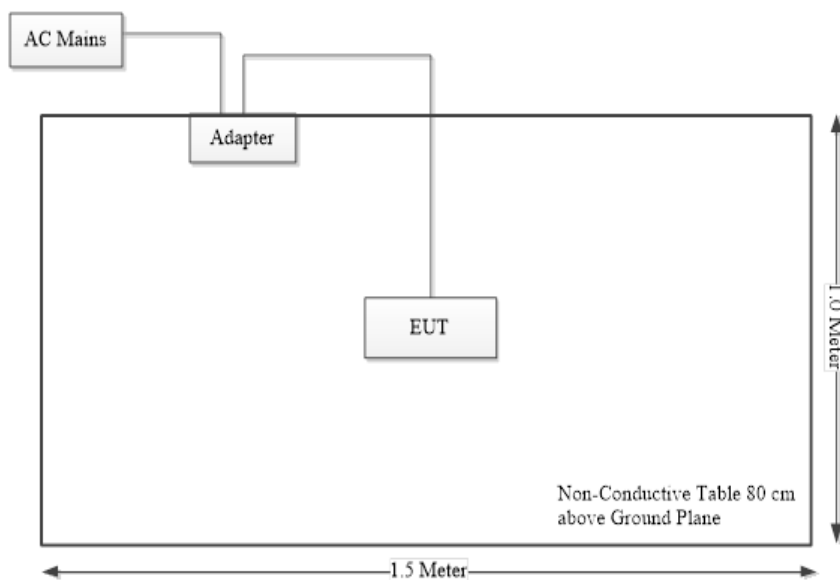 AC Mains
Adapter
EUT
1.0 Meter
Non-Conductive Table 80 cm
above Ground Plane
1.5 Meter